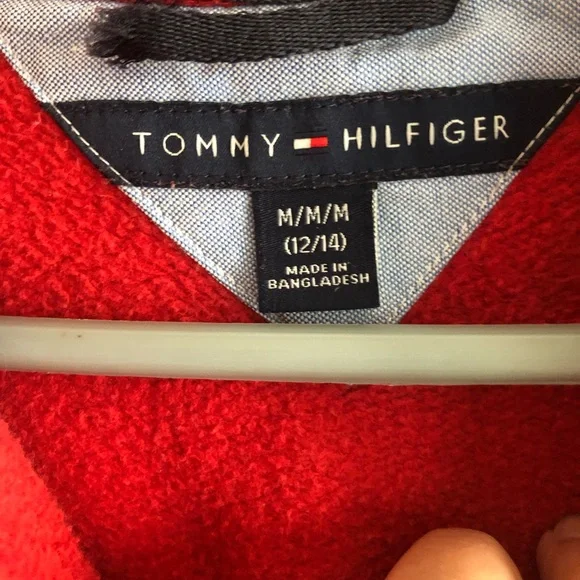 TOMMY HILFIGER
M/M/M
(12/14)
MADE IN
BANGLADESH